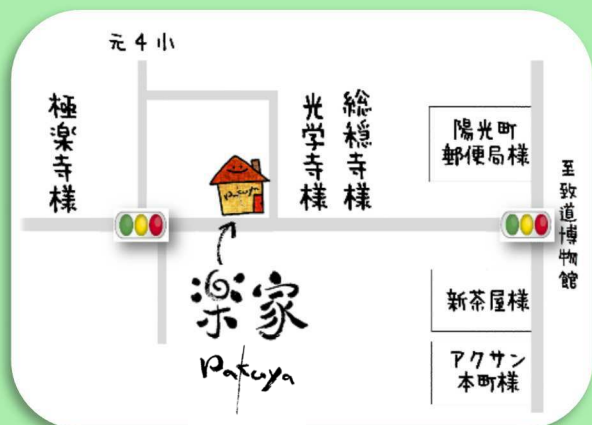 元4小
極楽寺様
光学寺様
総穏寺様
陽光町
郵便局様
至致道博物館
Rakuya
楽家
Rakuya
新茶屋様
アクサン
本町様